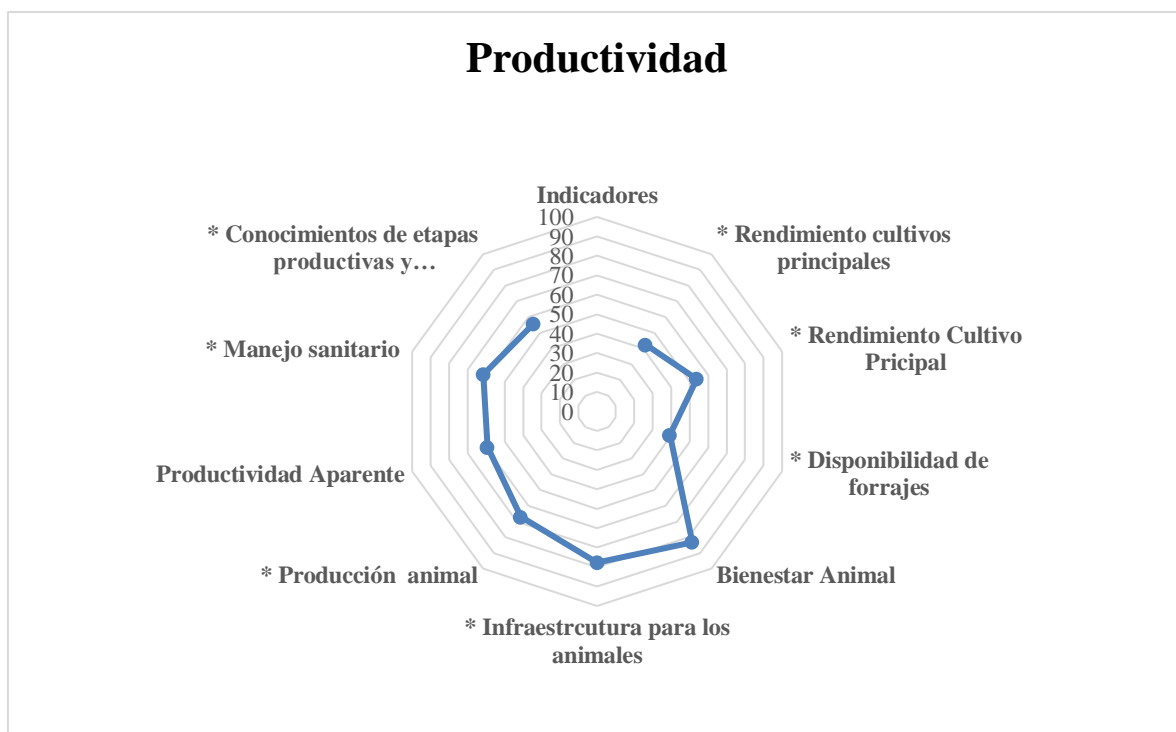 Productividad
Indicadores
100
90
80
70
60
50
40
30
20
10
0
* Rendimiento cultivos
principales
* Rendimiento Cultivo
Pricipal
* Disponibilidad de
forrajes
Bienestar Animal
* Infraestrcutura para los
animales
* Producción  animal
Productividad Aparente
* Manejo sanitario
* Conocimientos de etapas
productivas y…